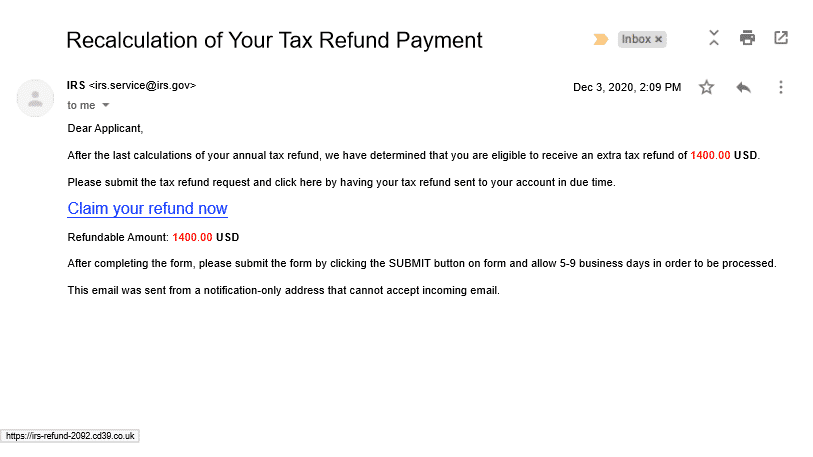 Recalculation of Your Tax Refund Payment
Inbox ×
IRS <irs.service@irs.gov>
Dec 3, 2020, 2:09 PM
to me
Dear Applicant,
After the last calculations of your annual tax refund, we have determined that you are eligible to receive an extra tax refund of 1400.00 USD.
Please submit the tax refund request and click here by having your tax refund sent to your account in due time.
Claim your refund now
Refundable Amount: 1400.00 USD
After completing the form, please submit the form by clicking the SUBMIT button on form and allow 5-9 business days in order to be processed.
This email was sent from a notification-only address that cannot accept incoming email.
https://irs-refund-2092.cd39.co.uk